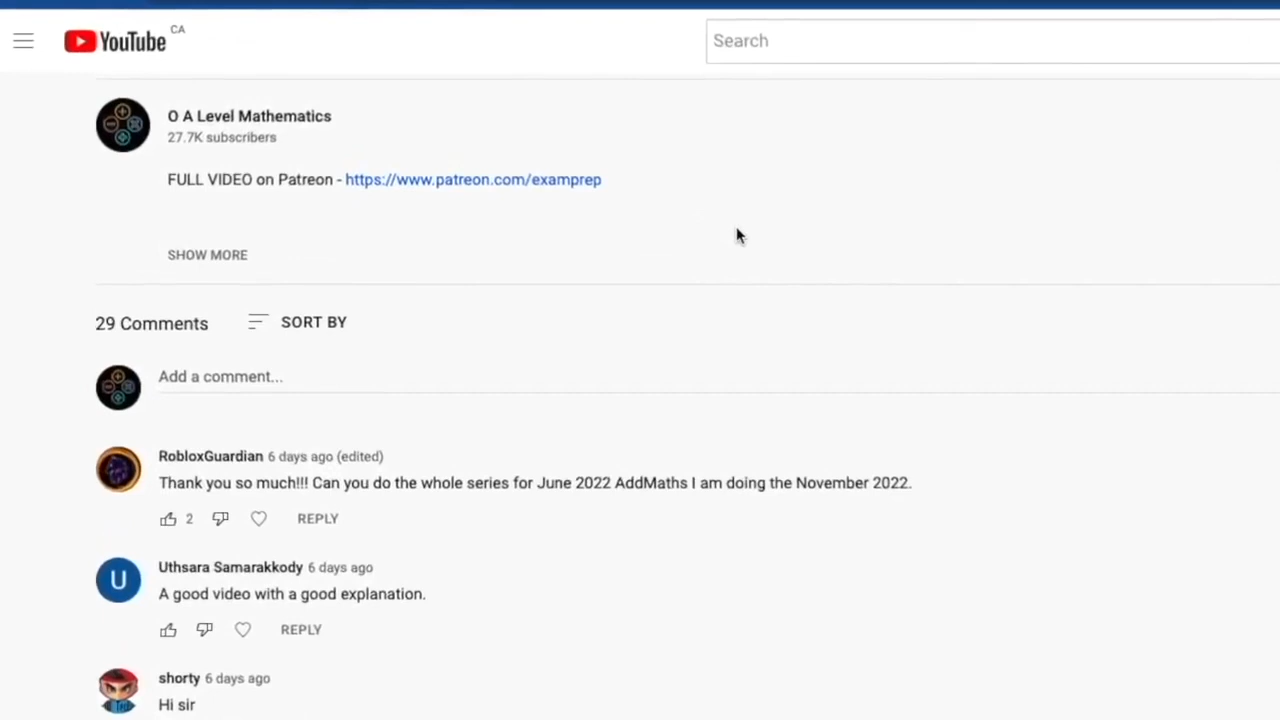 YouTube CA
Search
O A Level Mathematics
27.7K subscribers
FULL VIDEO on Patreon - https://www.patreon.com/examprep
SHOW MORE
29 Comments SORT BY
Add a comment...
RobloxGuardian 6 days ago (edited)
Thank you so much!!! Can you do the whole series for June 2022 AddMaths I am doing the November 2022.
2 REPLY
U
Uthsara Samarakkody 6 days ago
A good video with a good explanation.
REPLY
shorty 6 days ago
Hi sir